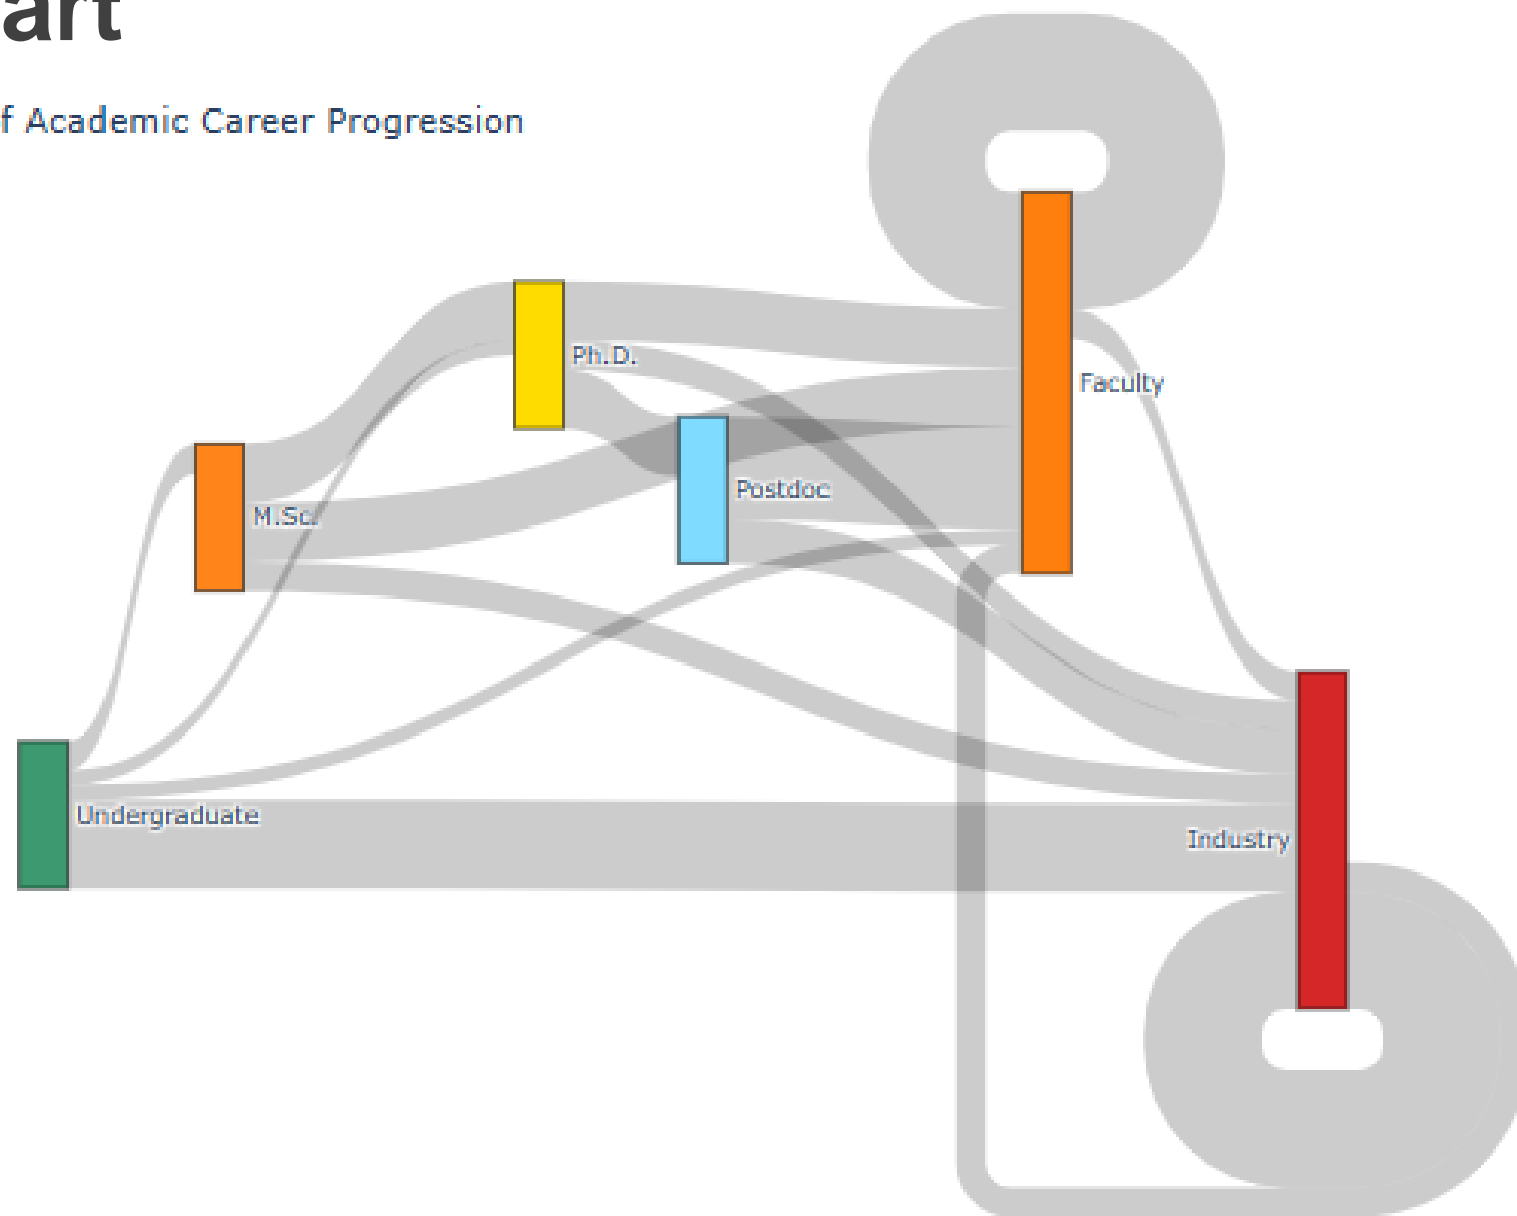 art
f Academic Career Progression
Ph.D.
Faculty
M.Sc.
Postdoc
Undergraduate
Industry